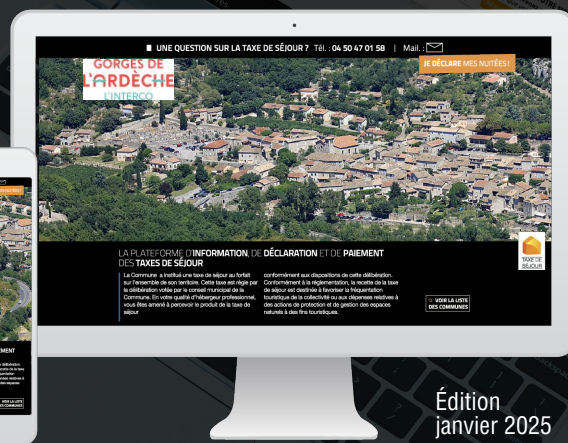 UNE QUESTION SUR LA TAXE DE SÉJOUR ? Tél. : 04 50 47 01 58 | Mail. :
JE DÉCLARE MES NUITÉES !
GORGES DE
L'ARDÈCHE
L'INTERCO
LA PLATEFORME D'INFORMATION, DE DÉCLARATION ET DE PAIEMENT
DES TAXES DE SÉJOUR
La Commune a institué une taxe de séjour au forfait
sur l'ensemble de son territoire. Cette taxe est régie par
la délibération votée par le conseil municipal de la
Commune. En votre qualité d'hébergeur professionnel,
vous êtes amené à percevoir le produit de la taxe de
séjour
conformément aux dispositions de cette délibération.
Conformément à la réglementation, la recette de la taxe
de séjour est destinée à favoriser la fréquentation
touristique de la collectivité ou aux dépenses relatives à
des actions de protection et de gestion des espaces
naturels à des fins touristiques.
TAXE DE
SÉJOUR
VOIR LA LISTE
DES COMMUNES
Édition
janvier 2025